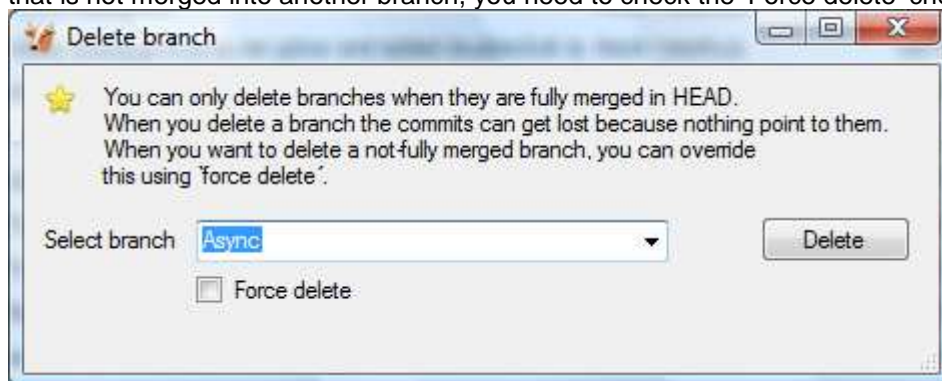 that is not merged into another branch, you need to check the 'Force delete' che
Delete branch
You can only delete branches when they are fully merged in HEAD.
When you delete a branch the commits can get lost because nothing point to them.
When you want to delete a not-fully merged branch, you can override
this using ´force delete´.
Select branch Async Delete
Force delete